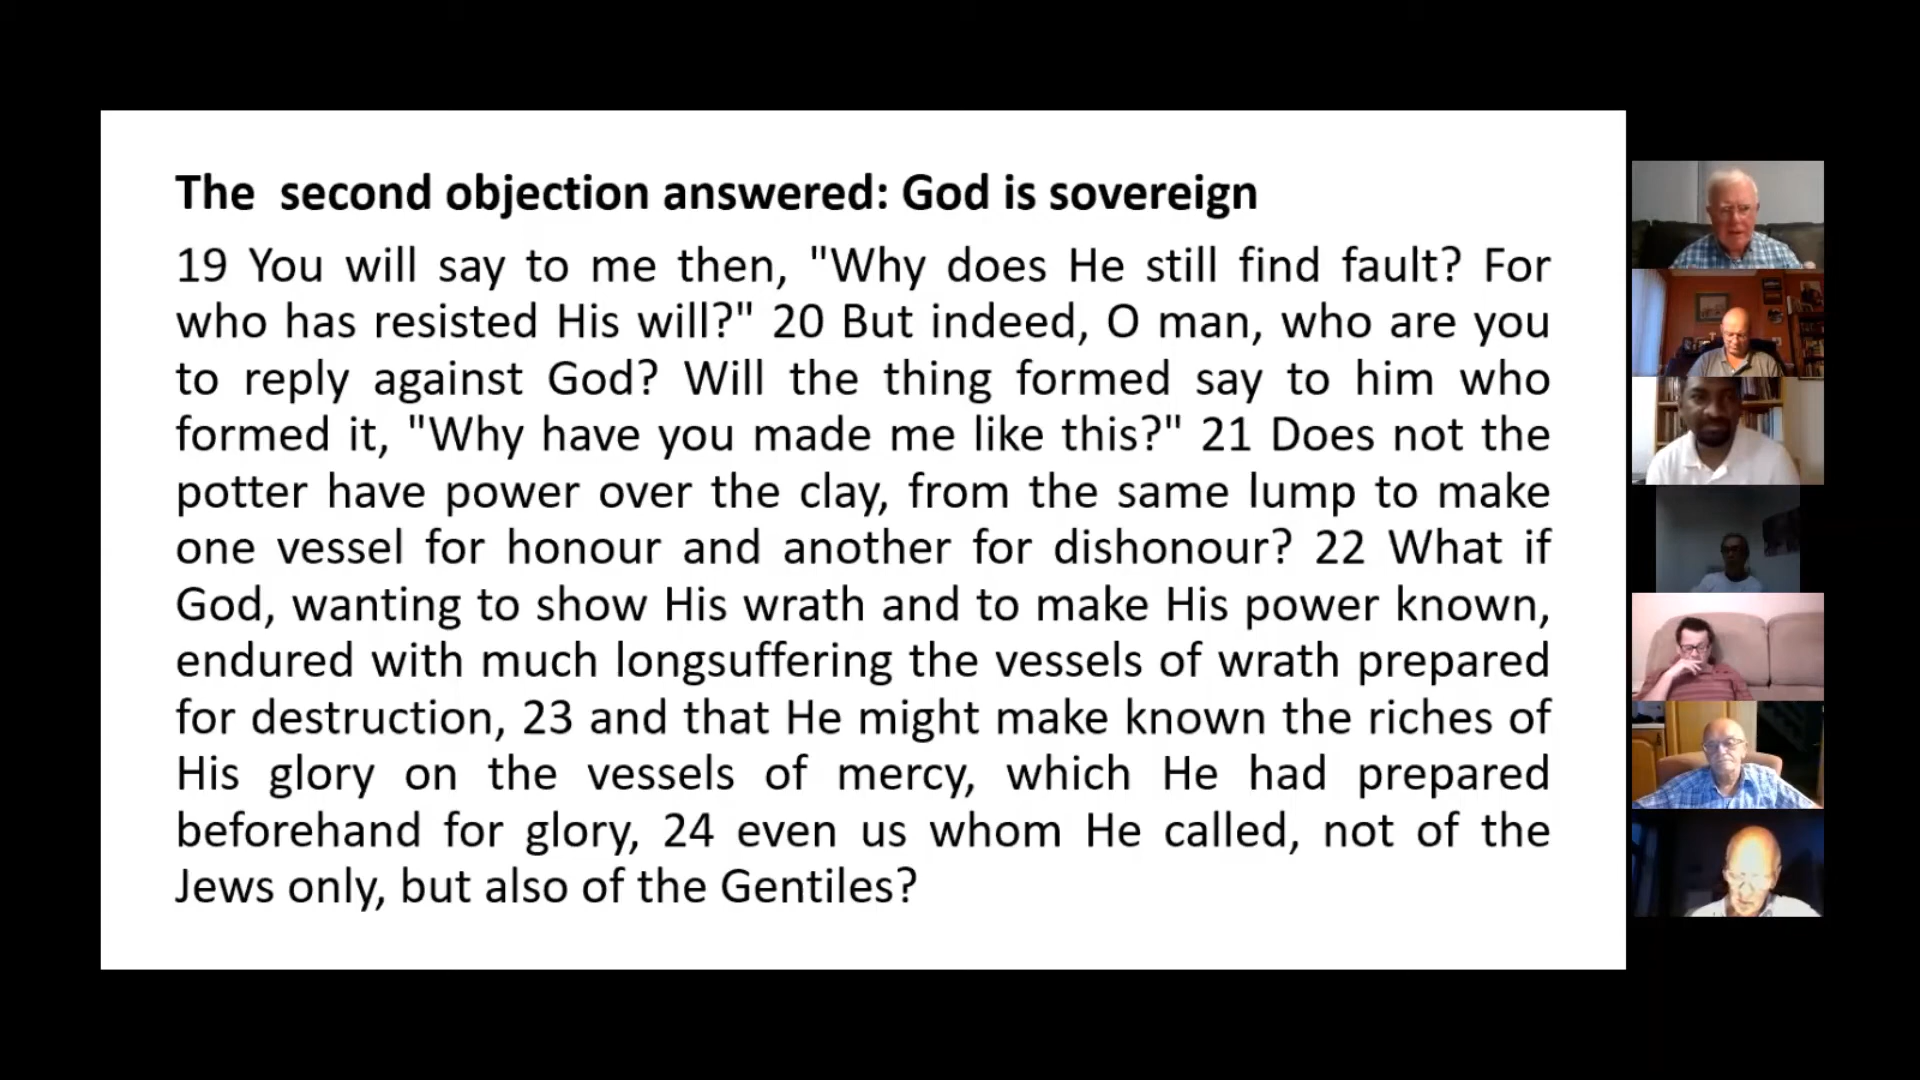 The  second objection answered: God is sovereign
19 You will say to me then, "Why does He still find fault? For
who has resisted His will?" 20 But indeed, O man, who are you
to reply against God? Will the thing formed say to him who
formed it, "Why have you made me like this?" 21 Does not the
potter have power over the clay, from the same lump to make
one vessel for honour and another for dishonour? 22 What if
God, wanting to show His wrath and to make His power known,
endured with much longsuffering the vessels of wrath prepared
for destruction, 23 and that He might make known the riches of
His glory on the vessels of mercy, which He had prepared
beforehand for glory, 24 even us whom He called, not of the
Jews only, but also of the Gentiles?